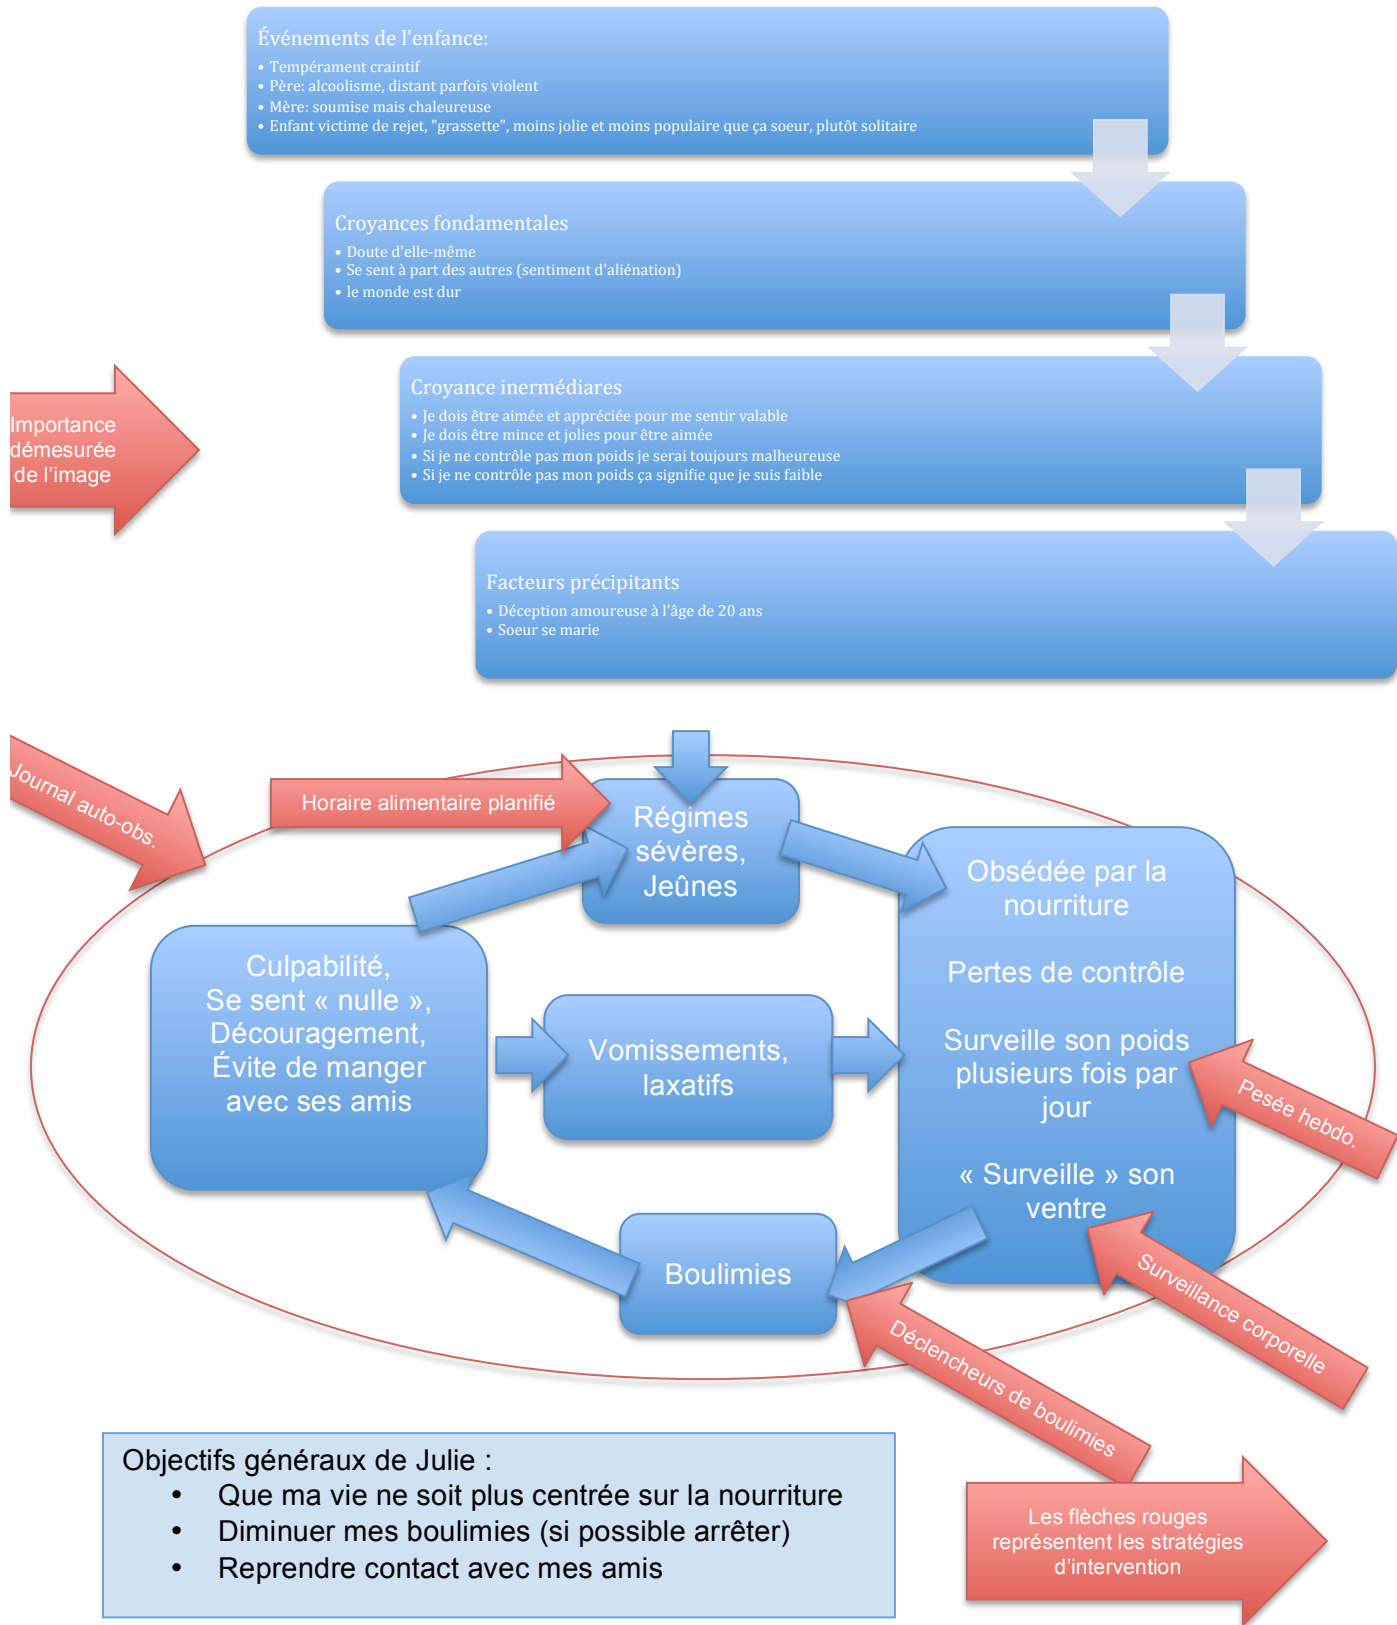 Événements de l'enfance:
• Tempérament craintif
• Père: alcoolisme, distant parfois violent
• Mère: soumise mais chaleureuse
• Enfant victime de rejet, "grassette", moins jolie et moins populaire que ça soeur, plutôt solitaire
Croyances fondamentales
• Doute d'elle-même
• Se sent à part des autres (sentiment d'aliénation)
• le monde est dur
Importance
démesurée
de l'image
Croyance inermédiares
• Je dois être aimée et appréciée pour me sentir valable
• Je dois être mince et jolies pour être aimée
• Si je ne contrôle pas mon poids je serai toujours malheureuse
• Si je ne contrôle pas mon poids ça signifie que je suis faible
Facteurs précipitants
• Déception amoureuse à l'âge de 20 ans
• Soeur se marie
Journal auto-obs.
Horaire alimentaire planifié
Régimes
sévères,
Jeûnes
Obsédée par la
nourriture
Pertes de contrôle
Surveille son poids
plusieurs fois par
jour
« Surveille » son
ventre
Culpabilité,
Se sent « nulle »,
Découragement,
Évite de manger
avec ses amis
Vomissements,
laxatifs
Pesée hebdo.
Boulimies
Surveillance corporelle
Déclencheurs de boulimies
Objectifs généraux de Julie :
• Que ma vie ne soit plus centrée sur la nourriture
• Diminuer mes boulimies (si possible arrêter)
• Reprendre contact avec mes amis
Les flèches rouges
représentent les stratégies
d'intervention